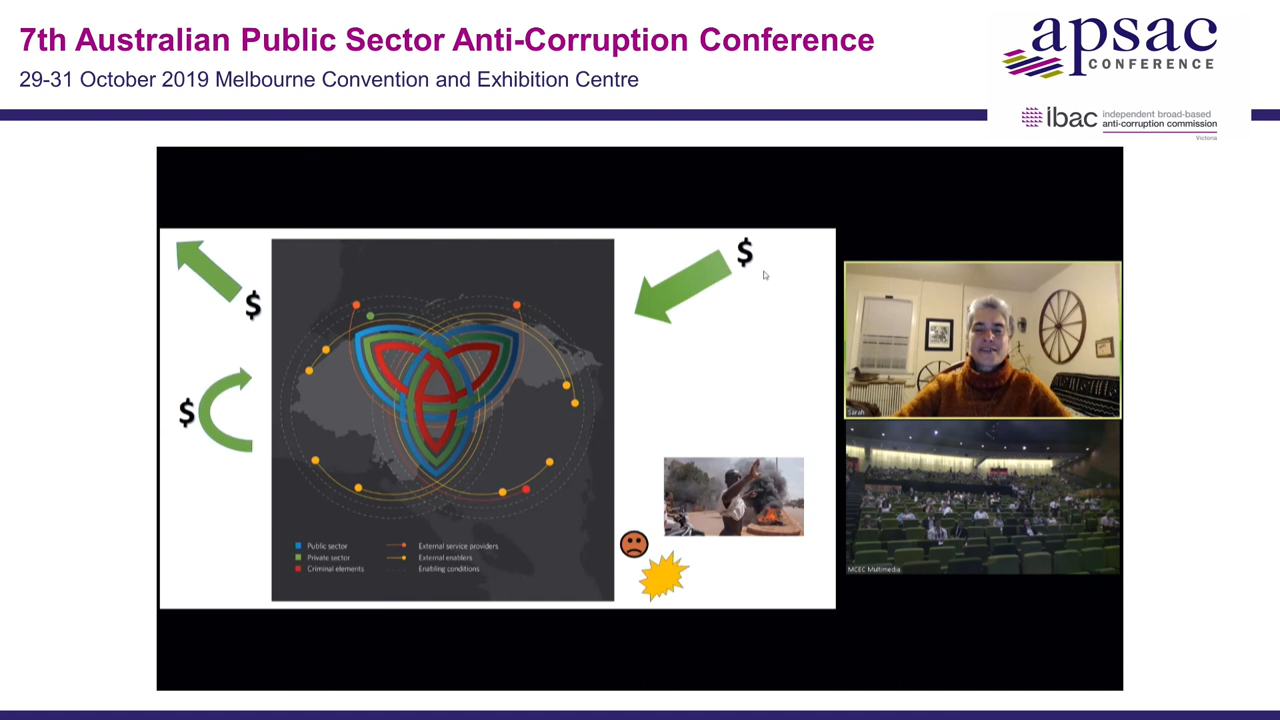 7th Australian Public Sector Anti-Corruption Conference
29-31 October 2019 Melbourne Convention and Exhibition Centre
apsac
CONFERENCE
ibac
independent broad-based
anti-corruption commission
Victoria
$
$
$
Public sector
Private sector
Criminal elements
External service providers
External enablers
Enabling conditions
Sarah
MCEC Multimedia